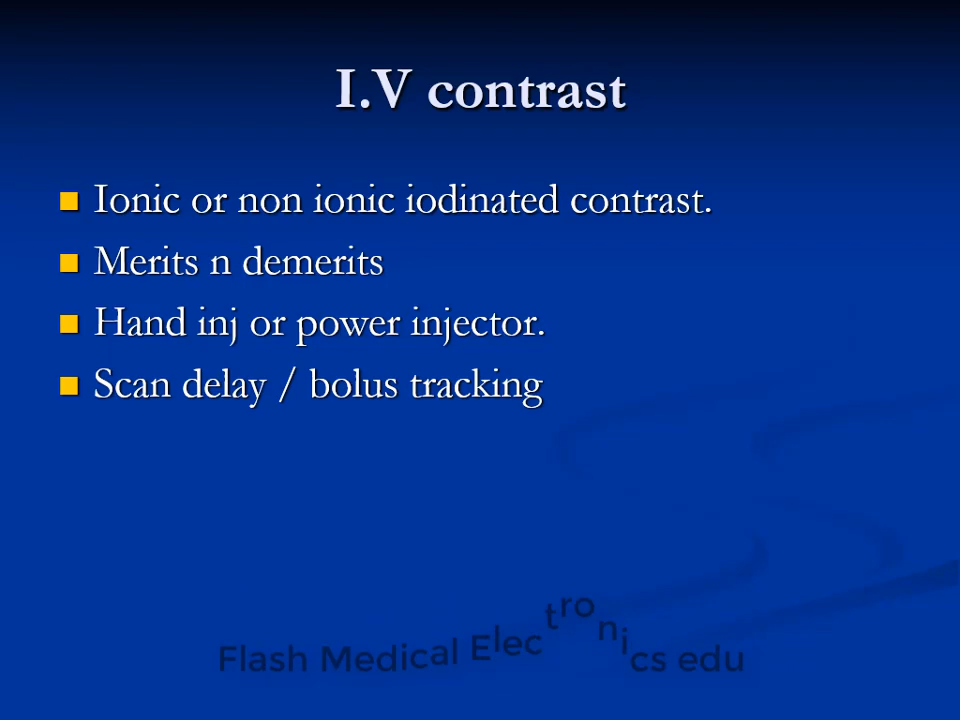 I.V contrast
Ionic or non ionic iodinated contrast.
Merits n demerits
Hand inj or power injector.
Scan delay / bolus tracking
Flash Medical Electronics edu